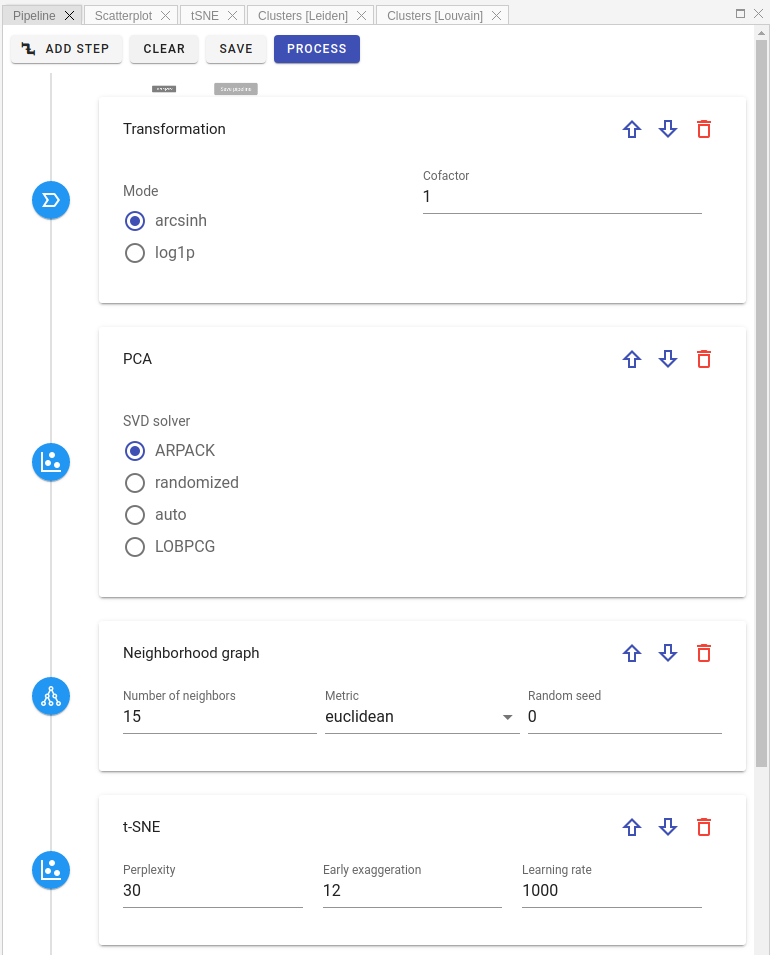 Pipeline Scatterplot tSNE Clusters [Leiden] Clusters [Louvain]
ADD STEP CLEAR SAVE PROCESS
Save pipeline
Transformation
Cofactor
Mode
1
arcsinh
log1p
PCA
SVD solver
ARPACK
randomized
auto
LOBPCG
Neighborhood graph
Number of neighbors Metric Random seed
15 euclidean 0
t-SNE
Perplexity Early exaggeration Learning rate
30 12 1000